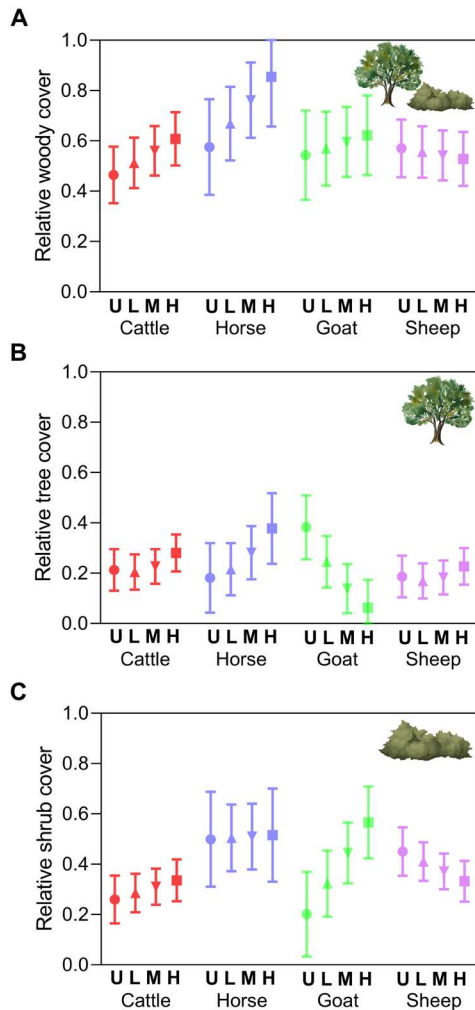 A
Relative woody cover
1.0
0.8
0.6
0.4
0.2
0.0
U L M H U L M H U L M H U L M H
Cattle Horse Goat Sheep
B
Relative tree cover
1.0
0.8
0.6
0.4
0.2
0.0
U L M H U L M H U L M H U L M H
Cattle Horse Goat Sheep
C
Relative shrub cover
1.0
0.8
0.6
0.4
0.2
0.0
U L M H U L M H U L M H U L M H
Cattle Horse Goat Sheep